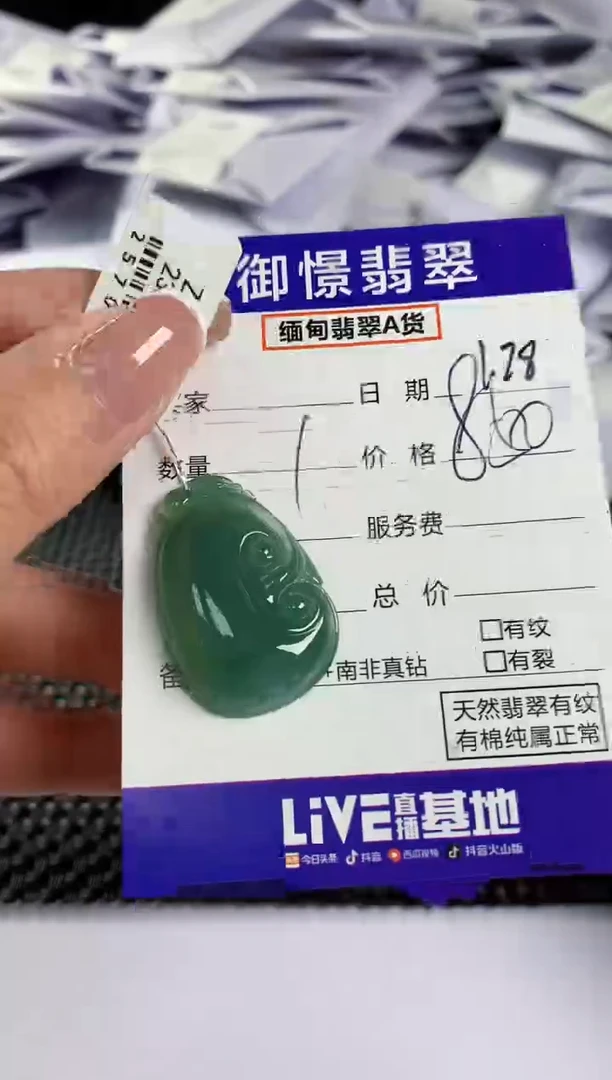 御憬翡翠
缅甸翡翠A货
家
日 期
1.28
数量 1 价 格 860
服务费
总 价
□有纹
备
南非真钻
□有裂
天然翡翠有纹
有棉纯属正常
LiVE直播基地
今日头条 抖音 西瓜视频 抖音火山版